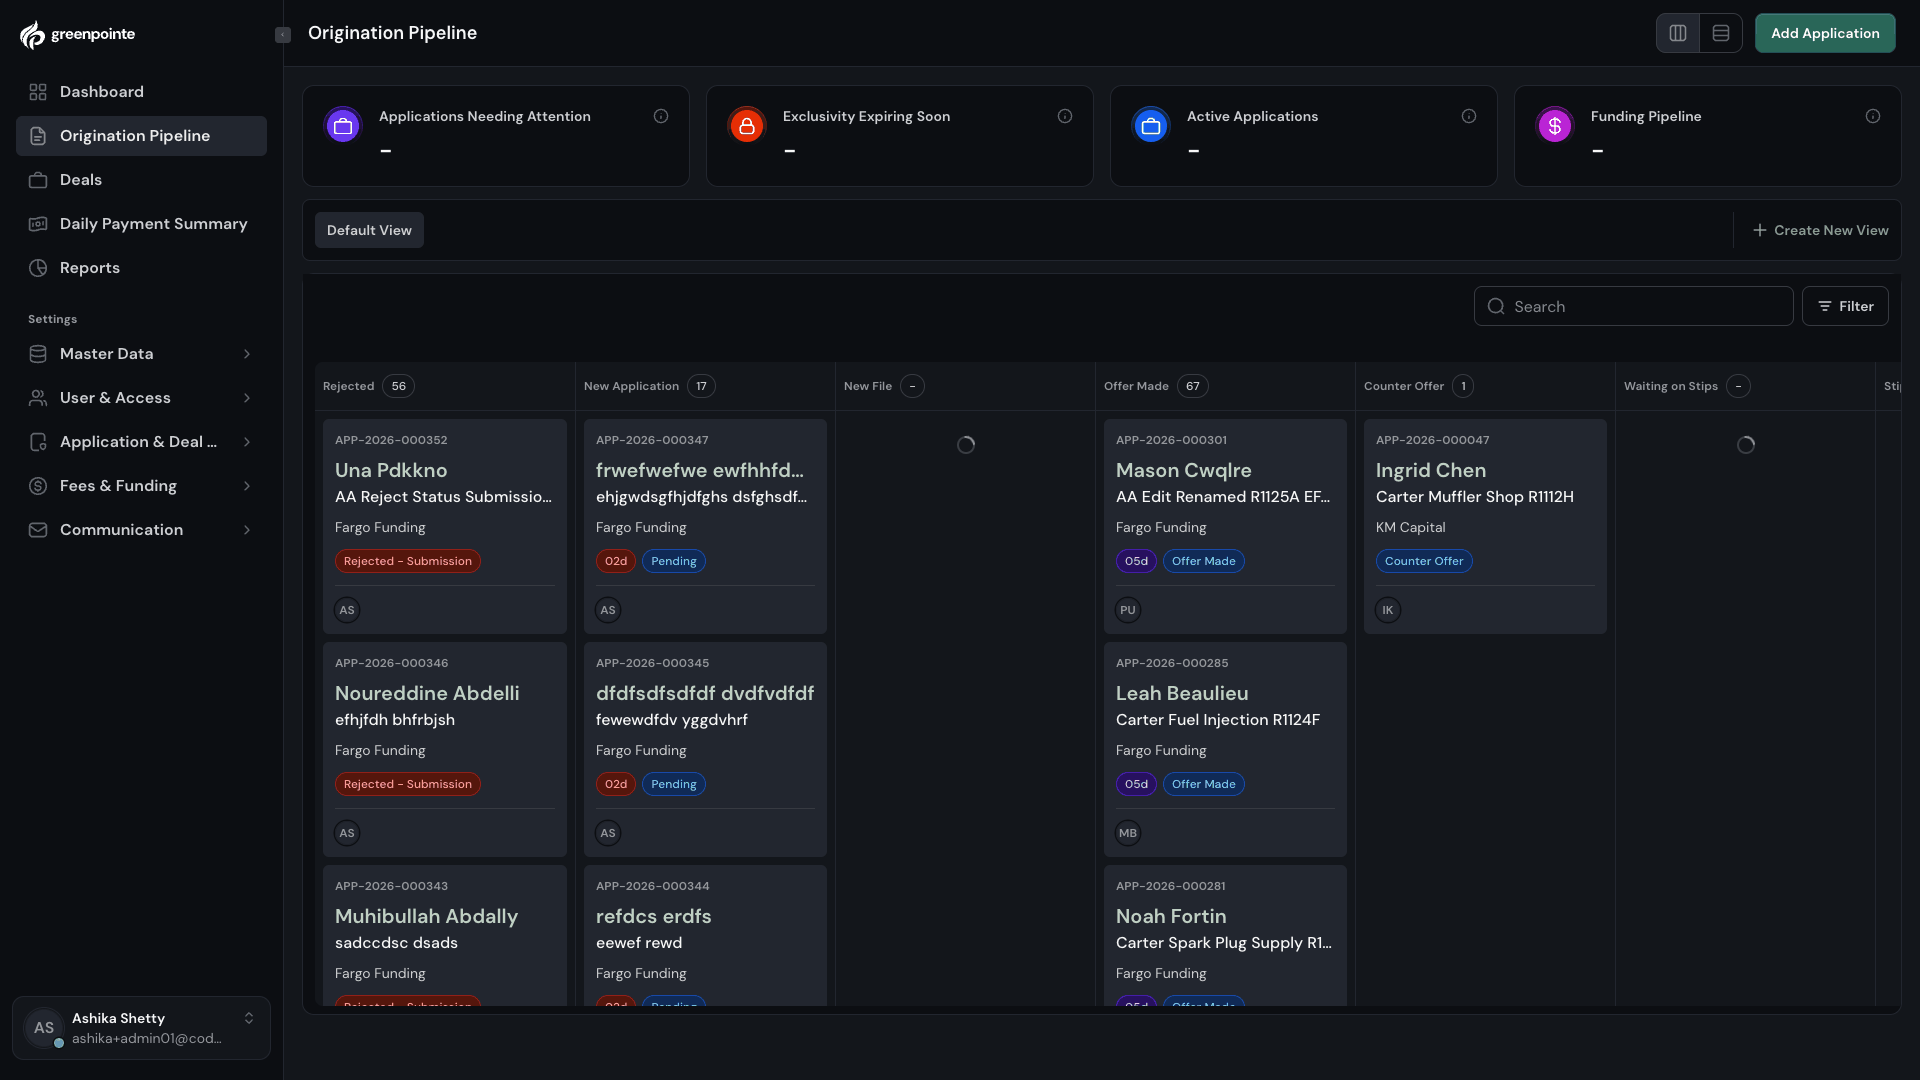 greenpointe
Dashboard
Origination Pipeline
Deals
Daily Payment Summary
Reports
Settings
Master Data
User & Access
Application & Deal ...
Fees & Funding
Communication
AS
Ashika Shetty
ashika+admin01@cod...
Origination Pipeline
Add Application
Applications Needing Attention
–
Exclusivity Expiring Soon
–
Active Applications
–
Funding Pipeline
–
Default View
Create New View
Search
Filter
Rejected 56
APP-2026-000352
Una Pdkkno
AA Reject Status Submissio...
Fargo Funding
Rejected - Submission
AS
APP-2026-000346
Noureddine Abdelli
efhjfdh bhfrbjsh
Fargo Funding
Rejected - Submission
AS
APP-2026-000343
Muhibullah Abdally
sadccdsc dsads
Fargo Funding
Rejected - Submission
New Application 17
APP-2026-000347
frwefwefwe ewfhhfd...
ehjgwdsgfhjdfghs dsfghsdf...
Fargo Funding
02d Pending
AS
APP-2026-000345
dfdfsdfsdfdf dvdfvdfdf
fewewdfdv yggdvhrf
Fargo Funding
02d Pending
AS
APP-2026-000344
refdcs erdfs
eewef rewd
Fargo Funding
02d Pending
New File -
Offer Made 67
APP-2026-000301
Mason Cwqlre
AA Edit Renamed R1125A EF...
Fargo Funding
05d Offer Made
PU
APP-2026-000285
Leah Beaulieu
Carter Fuel Injection R1124F
Fargo Funding
05d Offer Made
MB
APP-2026-000281
Noah Fortin
Carter Spark Plug Supply R1...
Fargo Funding
05d Offer Made
Counter Offer 1
APP-2026-000047
Ingrid Chen
Carter Muffler Shop R1112H
KM Capital
Counter Offer
IK
Waiting on Stips -